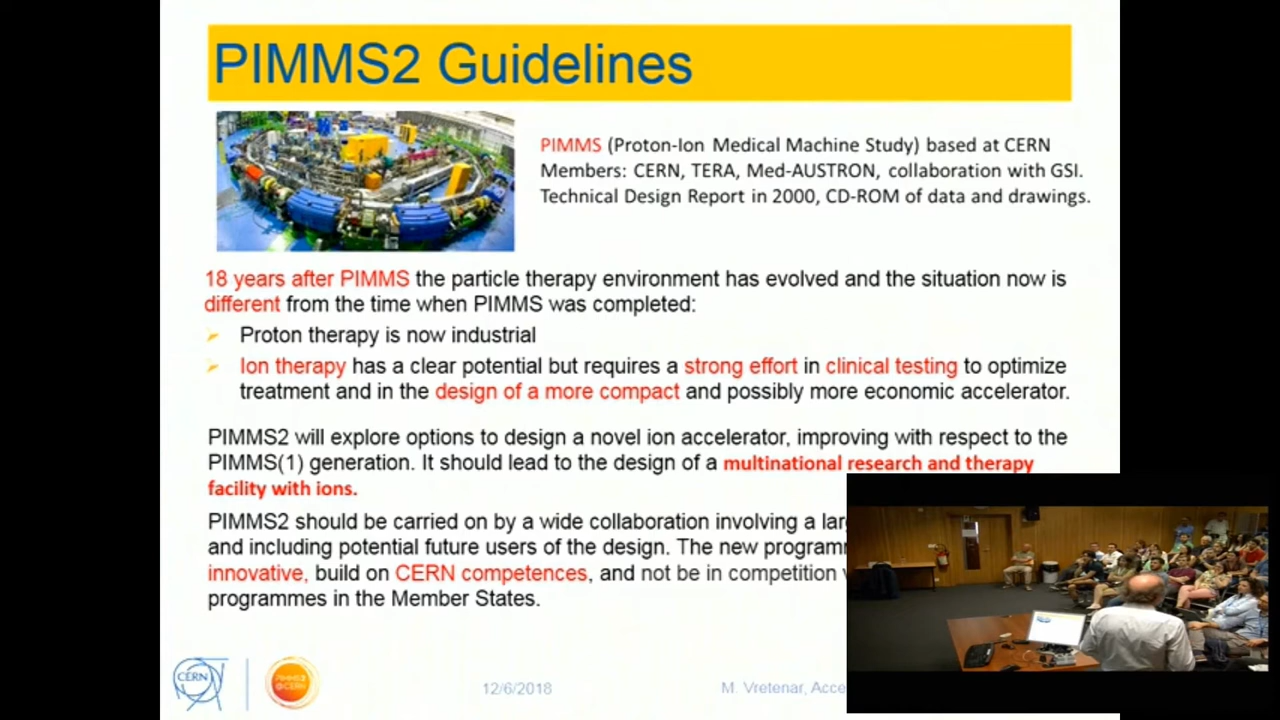 PIMMS2 Guidelines
PIMMS (Proton-Ion Medical Machine Study) based at CERN
Members: CERN, TERA, Med-AUSTRON, collaboration with GSI.
Technical Design Report in 2000, CD-ROM of data and drawings.
18 years after PIMMS the particle therapy environment has evolved and the situation now is
different from the time when PIMMS was completed:
Proton therapy is now industrial
Ion therapy has a clear potential but requires a strong effort in clinical testing to optimize
treatment and in the design of a more compact and possibly more economic accelerator.
PIMMS2 will explore options to design a novel ion accelerator, improving with respect to the
PIMMS(1) generation. It should lead to the design of a multinational research and therapy
facility with ions.
PIMMS2 should be carried on by a wide collaboration involving a
and including potential future users of the design. The new
innovative, build on CERN competences, and not be in competition
programmes in the Member States.
CERN
PIMMS2
@CERN
12/6/2018
M. Vretenar,